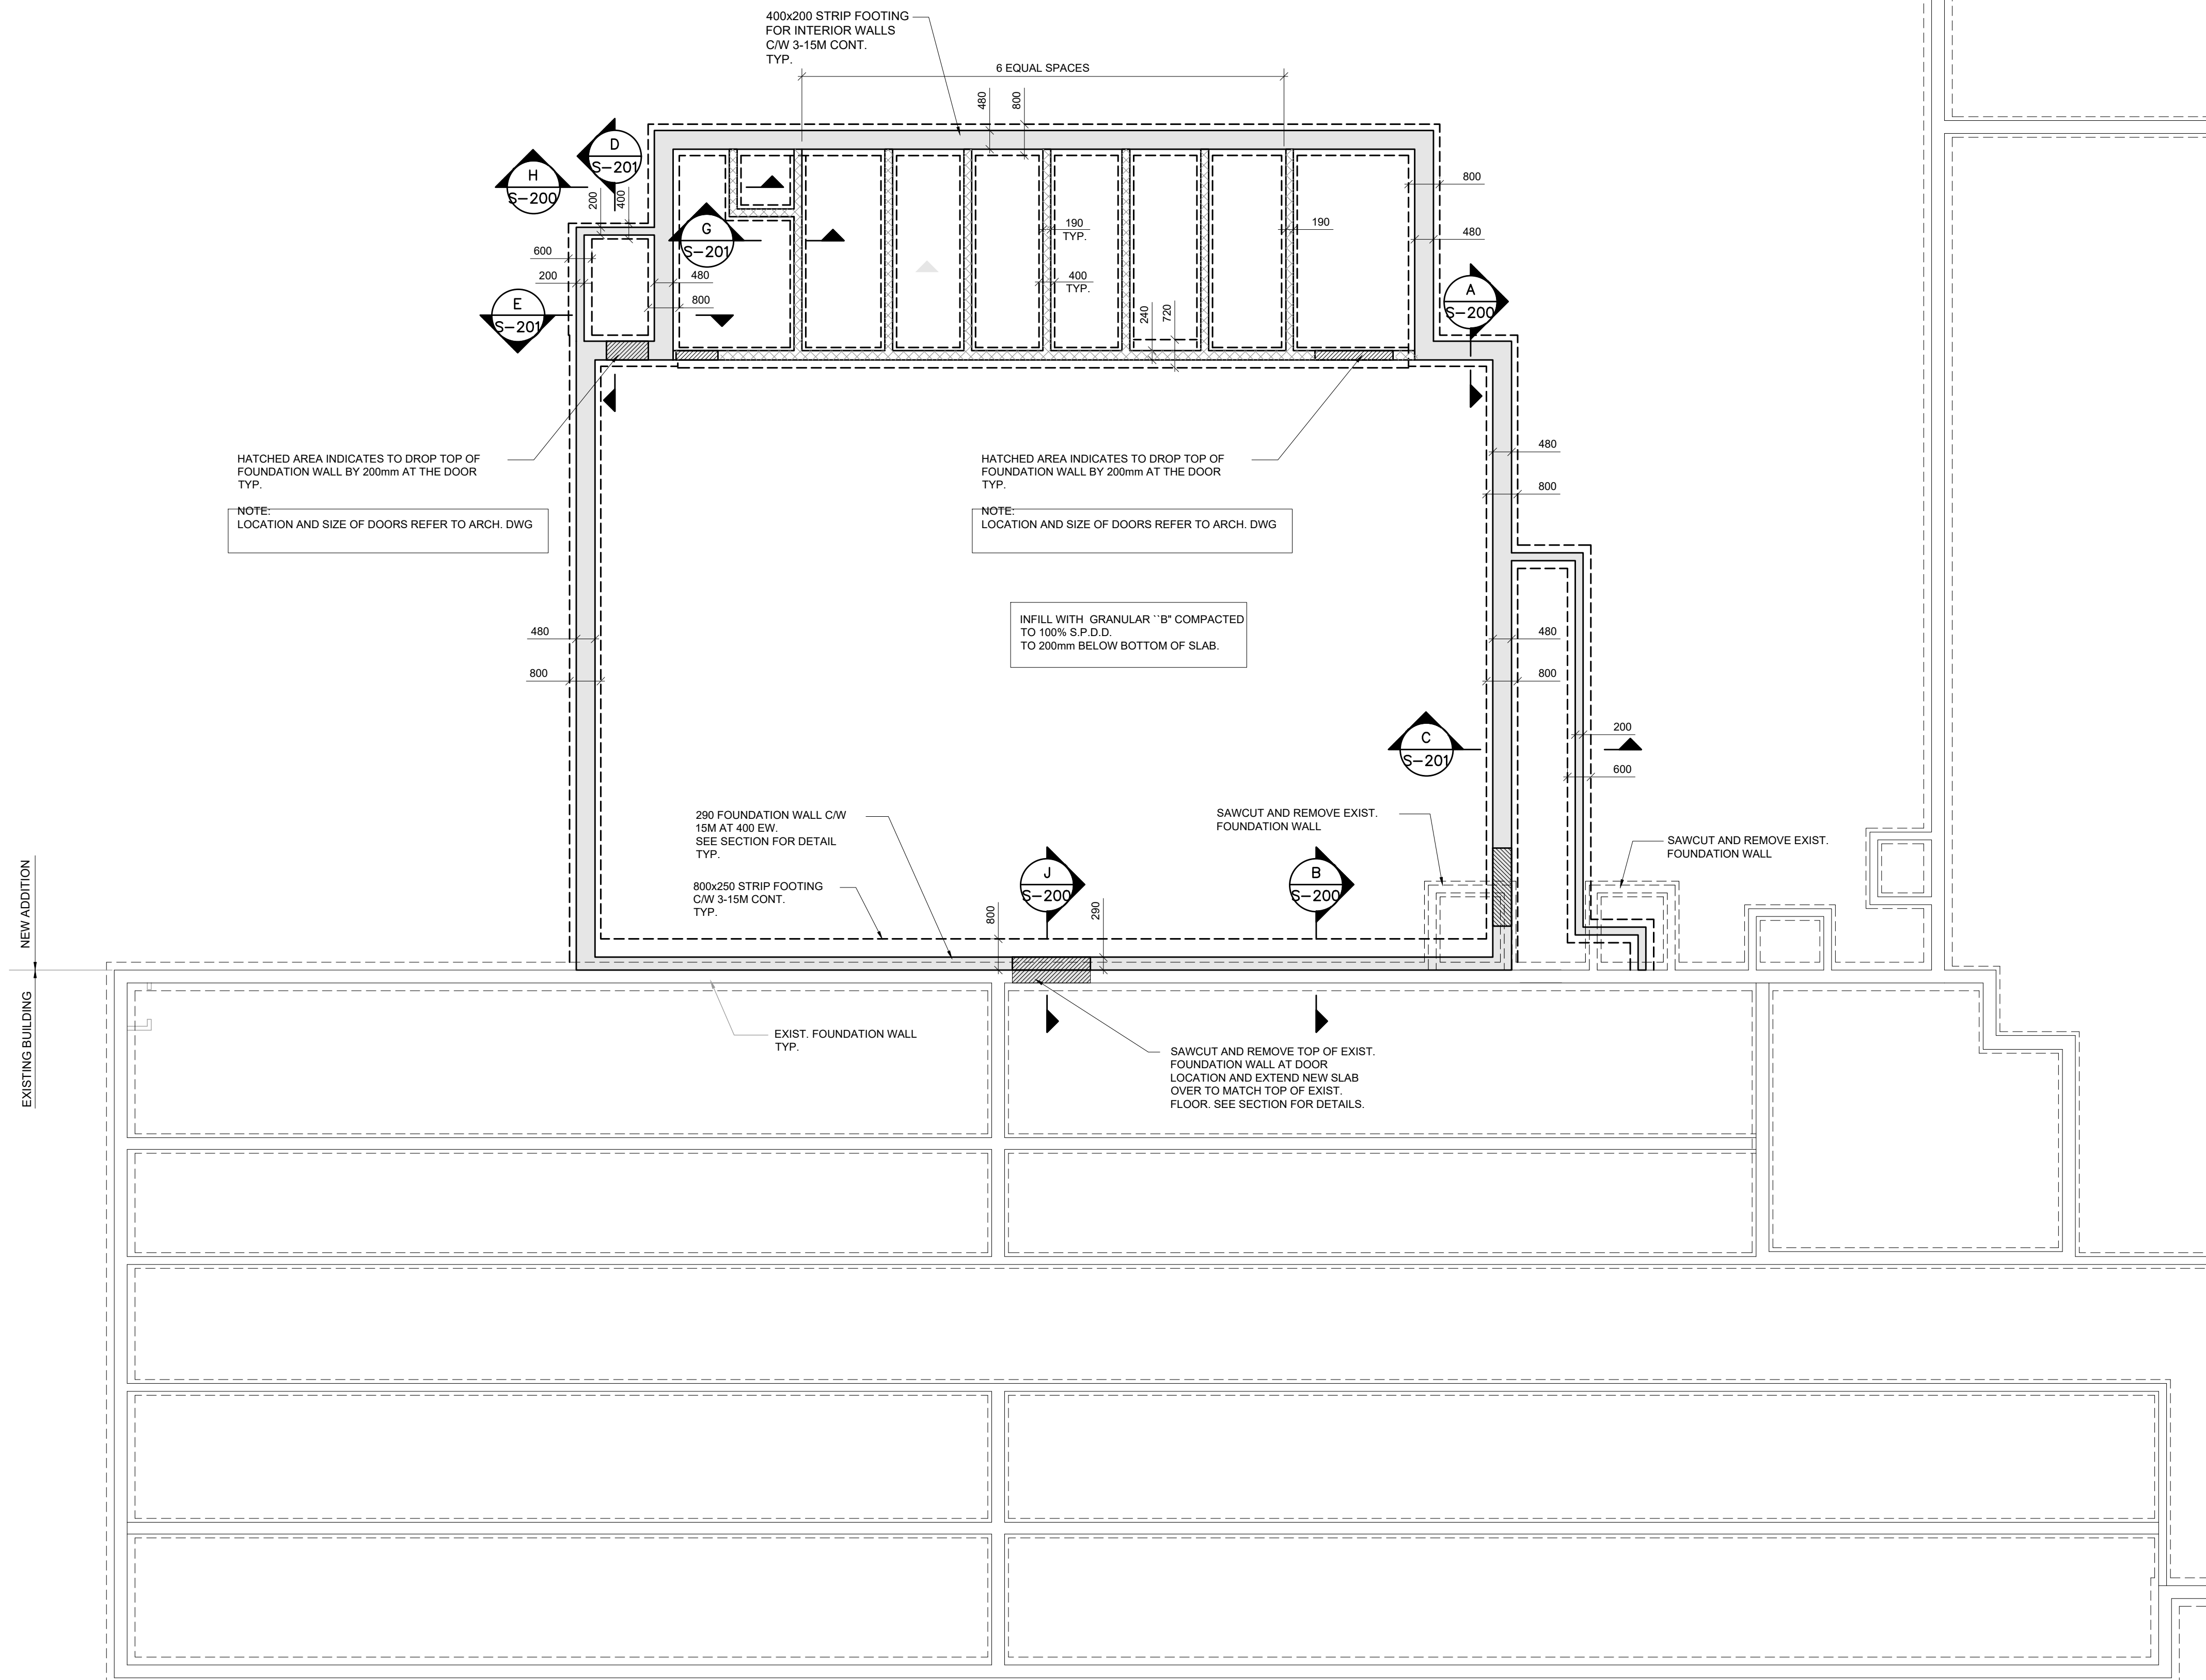 400x200 STRIP FOOTING
FOR INTERIOR WALLS
C/W 3-15M CONT.
TYP.
6 EQUAL SPACES
480
800
D
S-201
H
S-200
200
400
800
G
S-201
190
TYP.
190
480
600
200
480
400
TYP.
E
S-201
800
240
720
A
S-200
HATCHED AREA INDICATES TO DROP TOP OF
FOUNDATION WALL BY 200mm AT THE DOOR
TYP.
NOTE:
LOCATION AND SIZE OF DOORS REFER TO ARCH. DWG
HATCHED AREA INDICATES TO DROP TOP OF
FOUNDATION WALL BY 200mm AT THE DOOR
TYP.
NOTE:
LOCATION AND SIZE OF DOORS REFER TO ARCH. DWG
480
800
INFILL WITH GRANULAR ``B" COMPACTED
TO 100% S.P.D.D.
TO 200mm BELOW BOTTOM OF SLAB.
480
800
480
800
C
S-201
200
600
290 FOUNDATION WALL C/W
15M AT 400 EW.
SEE SECTION FOR DETAIL
TYP.
800x250 STRIP FOOTING
C/W 3-15M CONT.
TYP.
SAWCUT AND REMOVE EXIST.
FOUNDATION WALL
SAWCUT AND REMOVE EXIST.
FOUNDATION WALL
J
S-200
B
S-200
800
290
NEW ADDITION
EXISTING BUILDING
EXIST. FOUNDATION WALL
TYP.
SAWCUT AND REMOVE TOP OF EXIST.
FOUNDATION WALL AT DOOR
LOCATION AND EXTEND NEW SLAB
OVER TO MATCH TOP OF EXIST.
FLOOR. SEE SECTION FOR DETAILS.